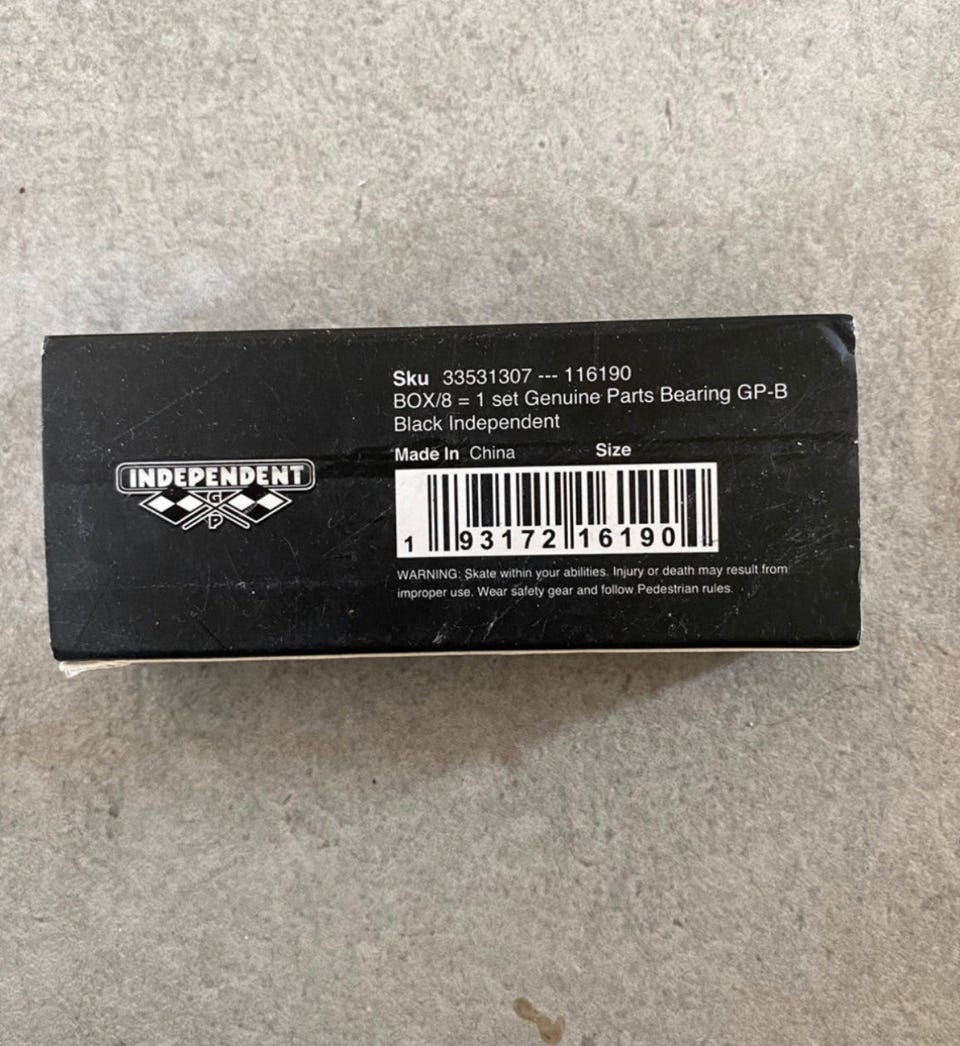 INDEPENDENT
G
P
Sku 33531307 --- 116190
BOX/8 = 1 set Genuine Parts Bearing GP-B
Black Independent
Made In China Size
1 93172 16190
WARNING: Skate within your abilities. Injury or death may result from
improper use. Wear safety gear and follow Pedestrian rules.